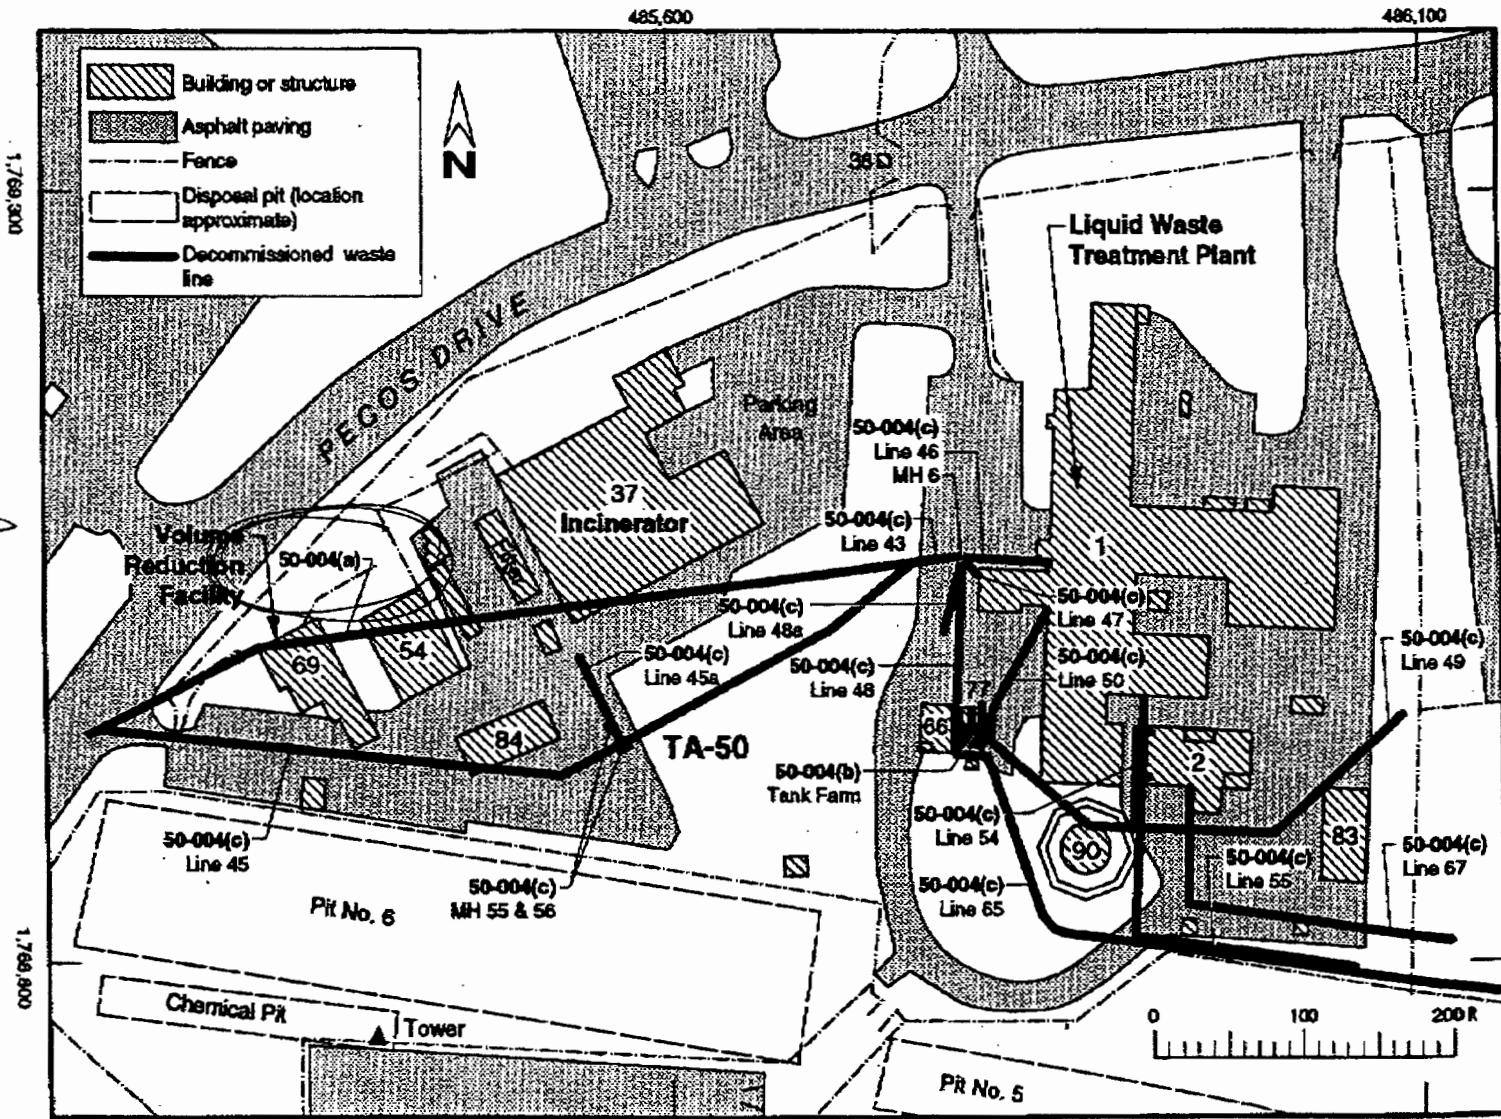 485,600
486,100
Building or structure
Asphalt paving
Fence
Disposal pit (location
approximate)
Decommissioned waste
line
N
1,769,300
36
Liquid Waste
Treatment Plant
PECOS DRIVE
Parking
Area
50-004(c)
Line 46
MH 6
37
Incinerator
50-004(c)
Line 43
Filter
Volume
Reduction
Facility
50-004(a)
1
50-004(c)
Line 48a
50-004(c)
Line 47
50-004(c)
Line 45a
50-004(c)
Line 48
50-004(c)
Line 50
50-004(c)
Line 49
69
54
77
66
84
TA-50
2
50-004(b)
Tank Farm
50-004(c)
Line 54
83
90
50-004(c)
Line 45
50-004(c)
Line 55
50-004(c)
Line 67
50-004(c)
MH 55 & 56
50-004(c)
Line 65
Pit No. 6
1,768,800
Chemical Pit
Tower
0 100 200 ft
Pit No. 5